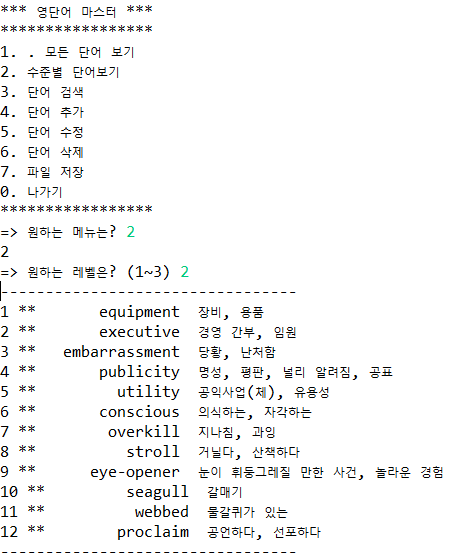 *** 영단어 마스터 ***
*****************
1. . 모든 단어 보기
2. 수준별 단어보기
3. 단어 검색
4. 단어 추가
5. 단어 수정
6. 단어 삭제
7. 파일 저장
0. 나가기
*****************
=> 원하는 메뉴는? 2
2
=> 원하는 레벨은? (1~3) 2
---------------------------------
1 ** equipment 장비, 용품
2 ** executive 경영 간부, 임원
3 ** embarrassment 당황, 난처함
4 ** publicity 명성, 평판, 널리 알려짐, 공표
5 ** utility 공익사업(체), 유용성
6 ** conscious 의식하는, 자각하는
7 ** overkill 지나침, 과잉
8 ** stroll 거닐다, 산책하다
9 ** eye-opener 눈이 휘둥그레질 만한 사건, 놀라운 경험
10 ** seagull 갈매기
11 ** webbed 물갈퀴가 있는
12 ** proclaim 공언하다, 선포하다
---------------------------------